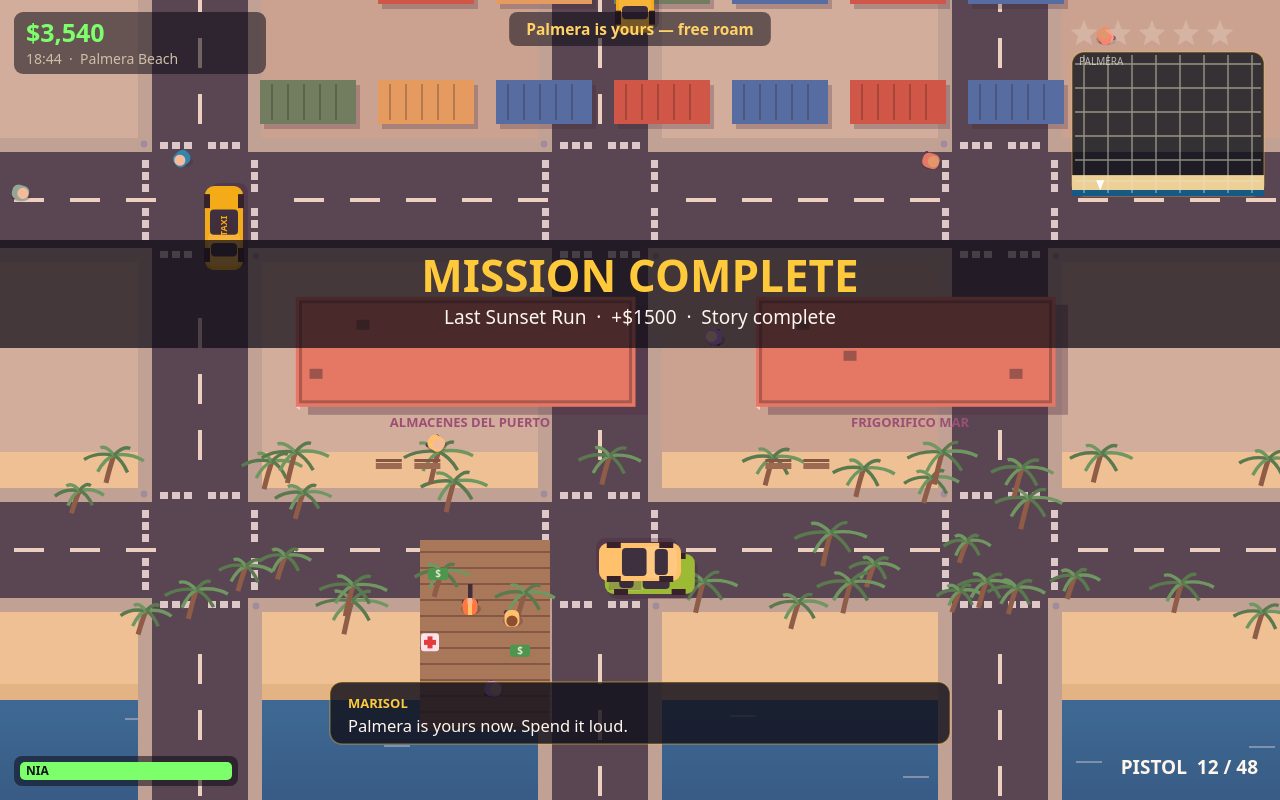 $3,540
18:44 · Palmera Beach
Palmera is yours — free roam
PALMERA
TAXI
MISSION COMPLETE
Last Sunset Run · +$1500 · Story complete
ALMACENES DEL PUERTO
FRIGORIFICO MAR
$
$
MARISOL
Palmera is yours now. Spend it loud.
NIA
PISTOL 12 / 48